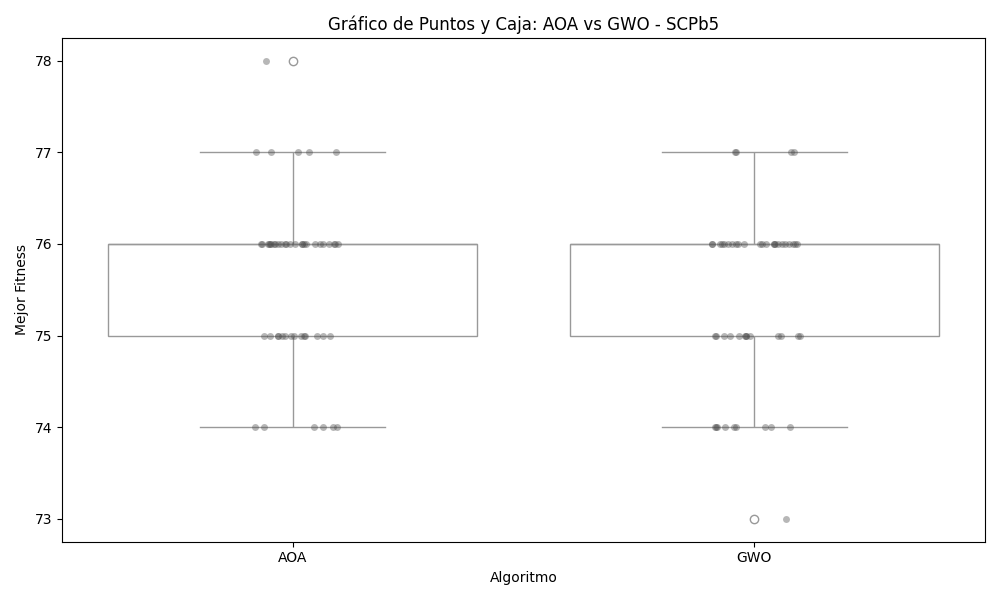 Gráfico de Puntos y Caja: AOA vs GWO - SCPb5
78
77
76
75
74
73
Mejor Fitness
AOA
GWO
Algoritmo